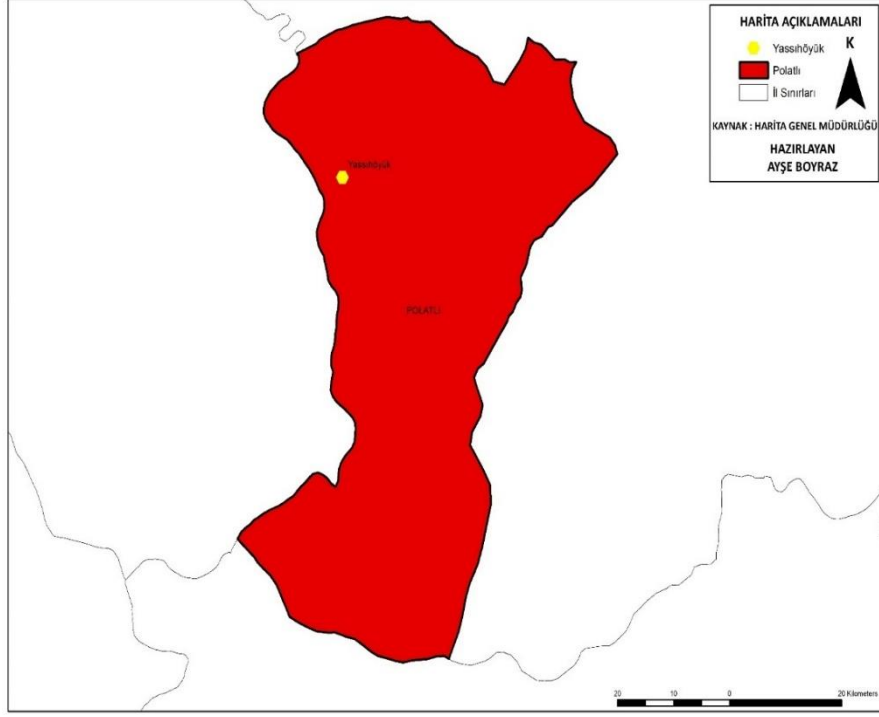 HARİTA AÇIKLAMALARI
Yassıhöyük
K
Polatlı
İl Sınırları
KAYNAK : HARİTA GENEL MÜDÜRLÜĞÜ
HAZIRLAYAN
AYŞE BOYRAZ
Yassıhöyük
POLATLI
20 10 0 20 Kilometers